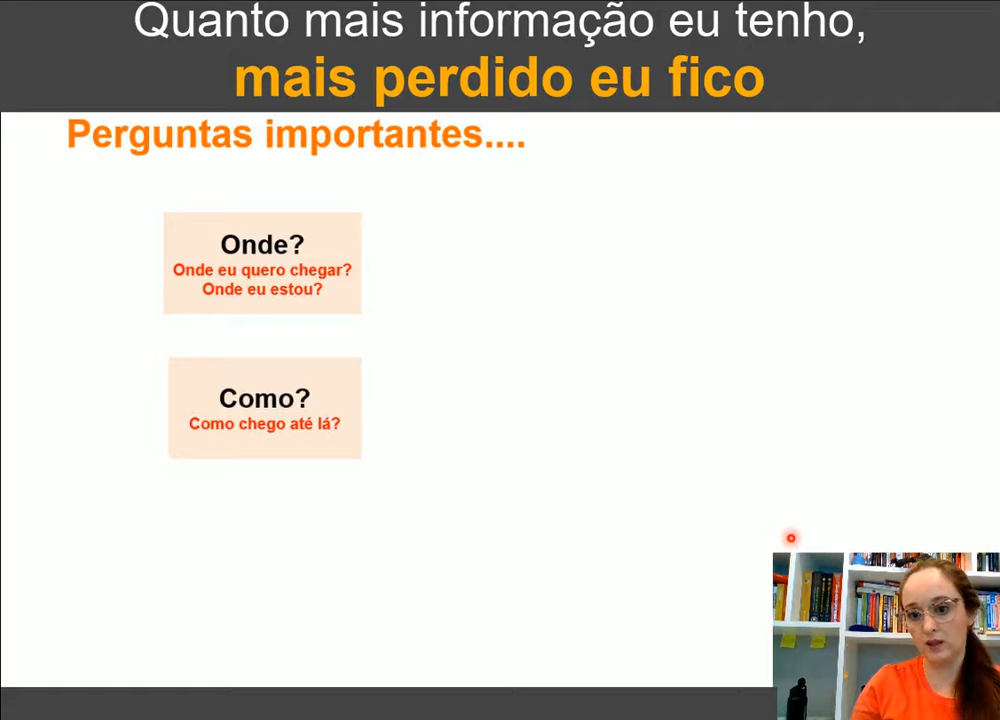 Quanto mais informação eu tenho,
mais perdido eu fico
Perguntas importantes....
Onde?
Onde eu quero chegar?
Onde eu estou?
Como?
Como chego até lá?